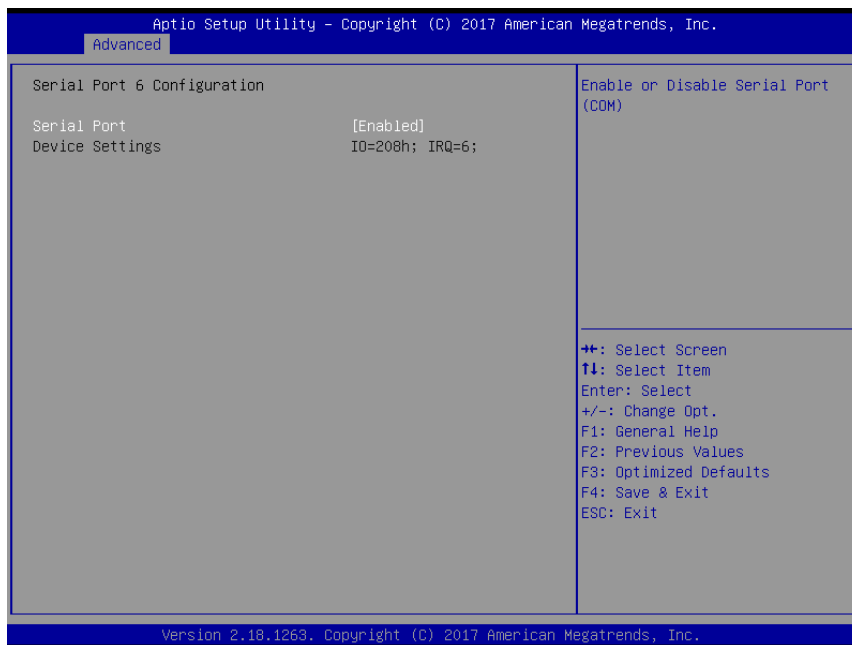 Aptio Setup Utility – Copyright (C) 2017 American Megatrends, Inc.
Advanced
Serial Port 6 Configuration
Serial Port [Enabled]
Device Settings IO=208h; IRQ=6;
Enable or Disable Serial Port
(COM)
→←: Select Screen
↑↓: Select Item
Enter: Select
+/-: Change Opt.
F1: General Help
F2: Previous Values
F3: Optimized Defaults
F4: Save & Exit
ESC: Exit
Version 2.18.1263. Copyright (C) 2017 American Megatrends, Inc.